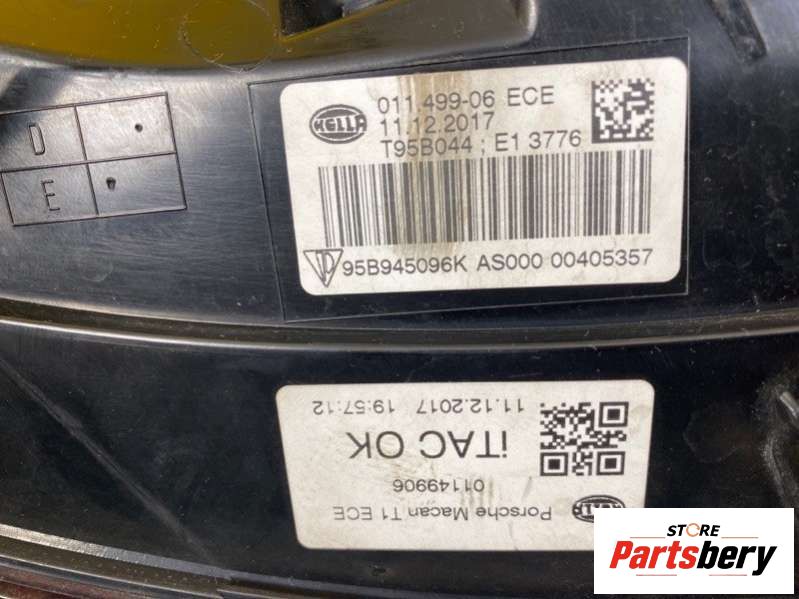 HELLA
011.499-06 ECE
11.12.2017
T95B044 ; E1 3776
95B945096K AS000 00405357
D
E
Porsche Macan T1 ECE
01149906
iTAC OK
11.12.2017 19:57:12
HELLA
STORE
Partsbery